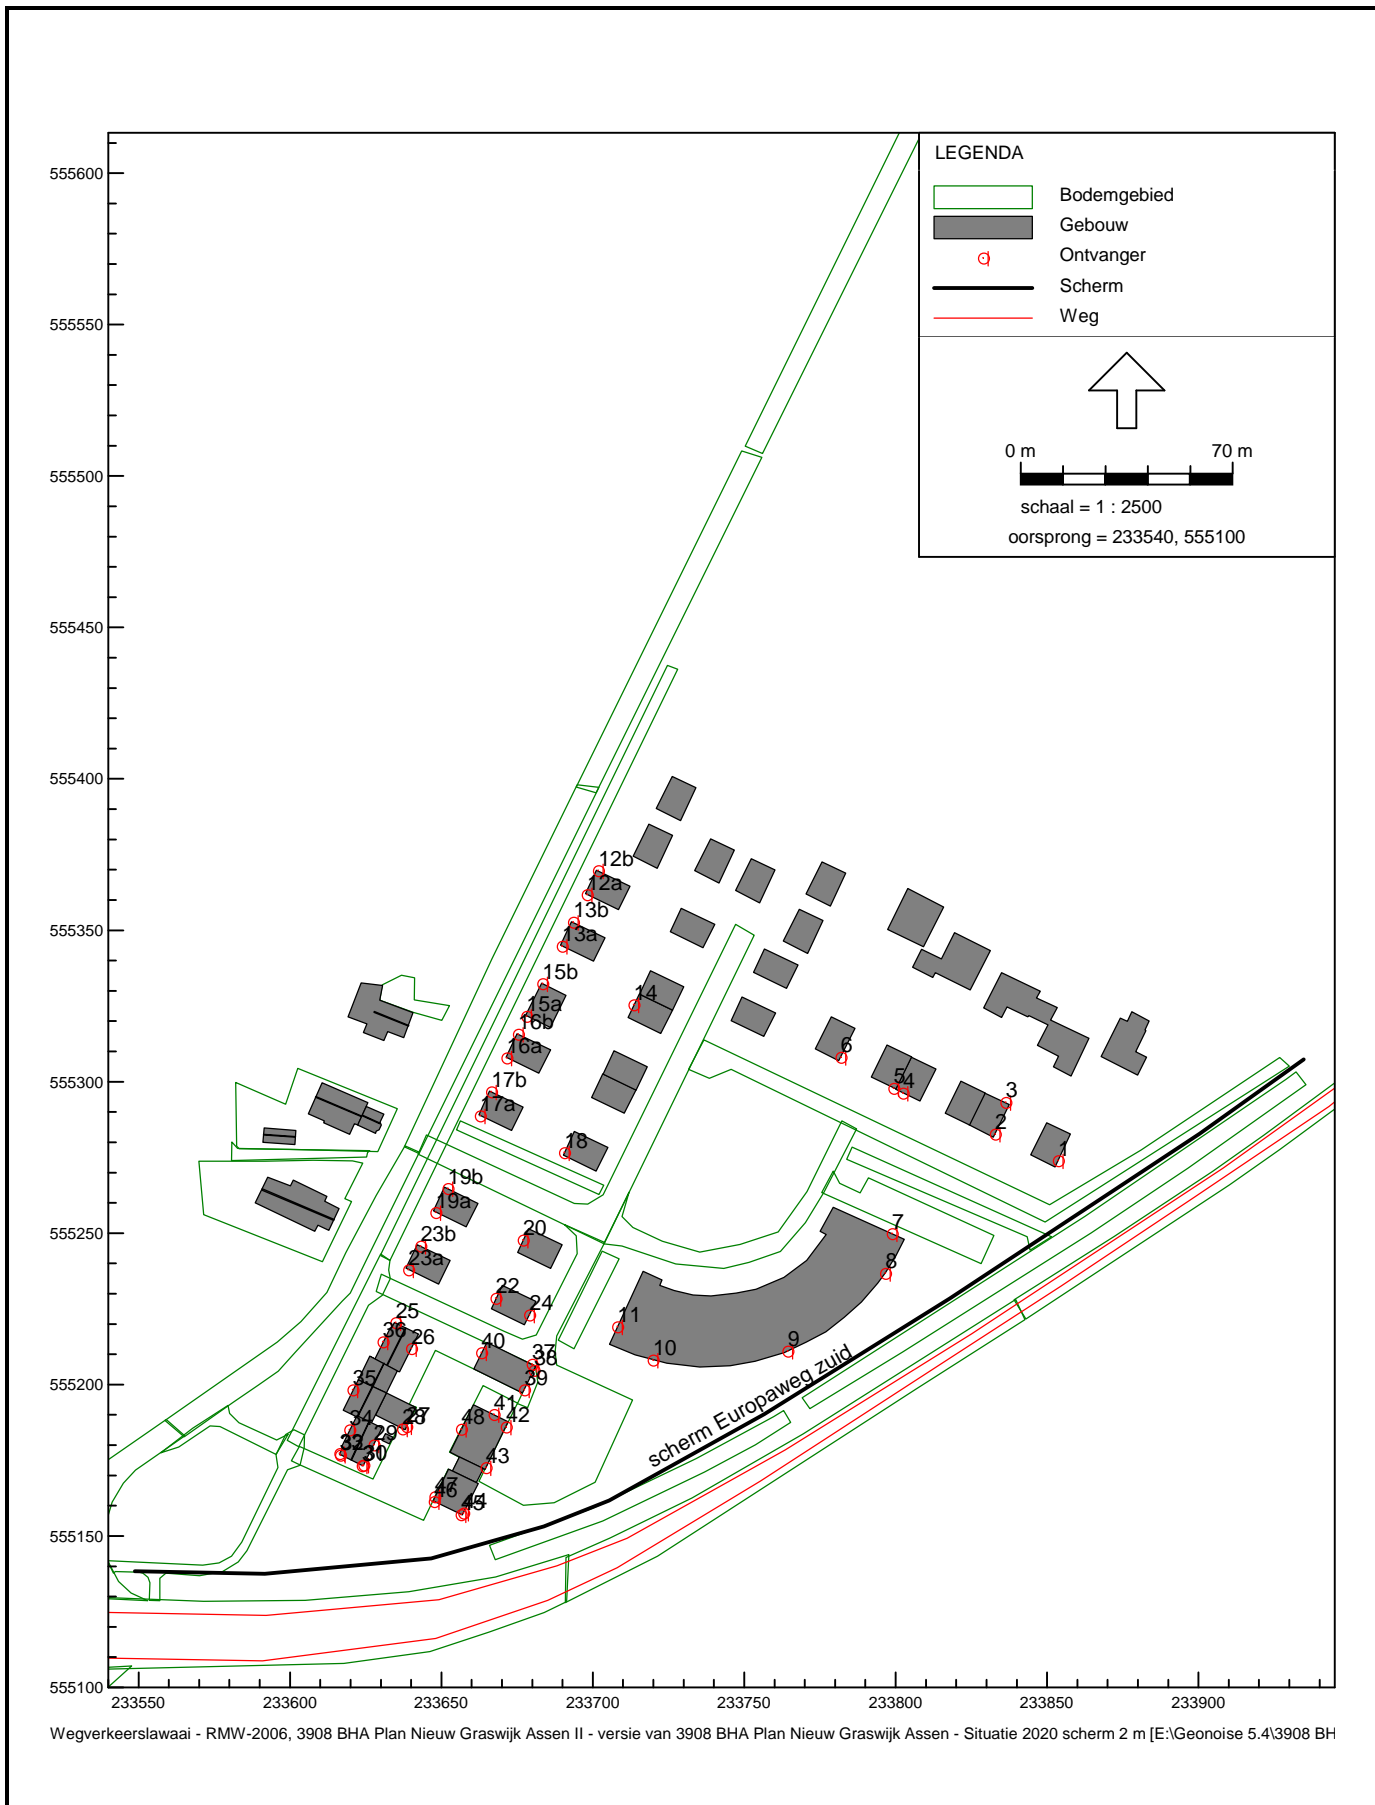 LEGENDA
Bodemgebied
Gebouw
Ontvanger
Scherm
Weg
0 m 70 m
schaal = 1 : 2500
oorsprong = 233540, 555100
555600
555550
555500
555450
555400
555350
555300
555250
555200
555150
555100
12b
12a
13b
13a
15b
14
15a
16b
16a
6
5
4
3
17b
17a
2
18
1
19b
19a
23b
20
7
23a
8
22
24
25
11
36
26
40
37
38
10
9
35
39
41
34
27
28
48
42
29
33
32
31
30
43
47
46
44
45
scherm Europaweg zuid
233550 233600 233650 233700 233750 233800 233850 233900
Wegverkeerslawaai - RMW-2006, 3908 BHA Plan Nieuw Graswijk Assen II - versie van 3908 BHA Plan Nieuw Graswijk Assen - Situatie 2020 scherm 2 m [E:\Geonoise 5.4\3908 BH